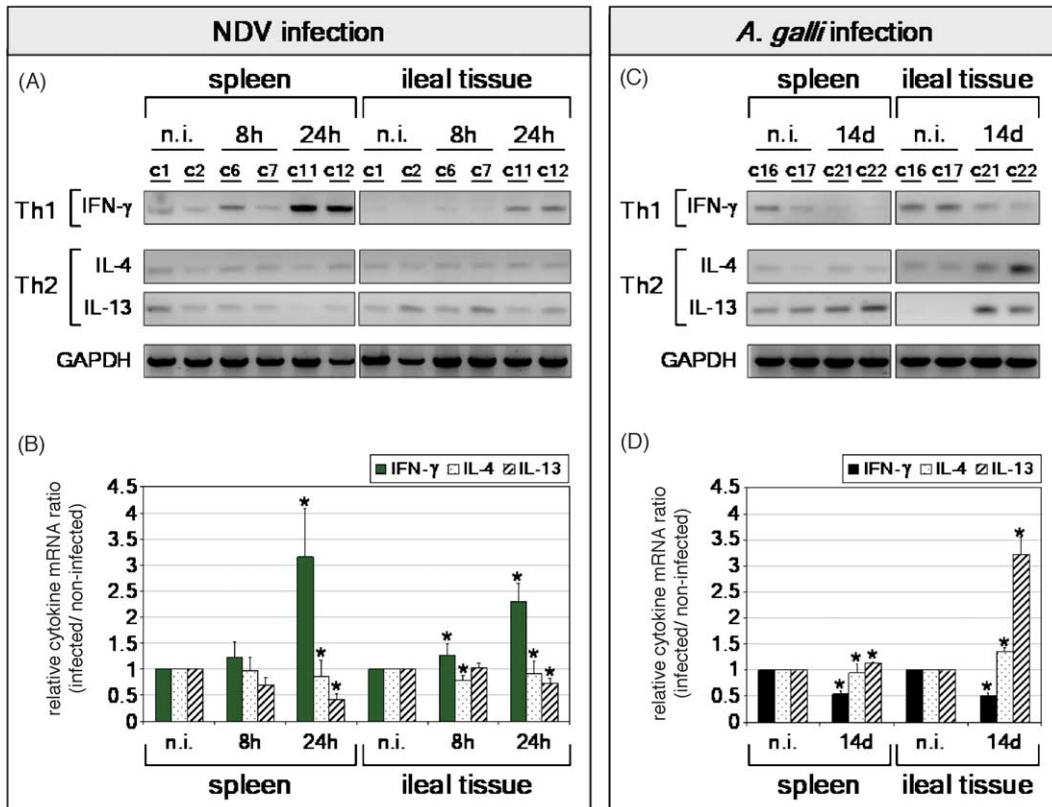 NDV infection
(A)
spleen ileal tissue
n.i. 8h 24h n.i. 8h 24h
c1 c2 c6 c7 c11 c12 c1 c2 c6 c7 c11 c12
Th1 IFN-γ
Th2 IL-4
IL-13
GAPDH
(B)
IFN-γ IL-4 IL-13
relative cytokine mRNA ratio
(infected/ non-infected)
4.5
4
3.5
3
2.5
2
1.5
1
0.5
0
* * * * * * * *
n.i. 8h 24h n.i. 8h 24h
spleen ileal tissue
A. galli infection
(C)
spleen ileal tissue
n.i. 14d n.i. 14d
c16 c17 c21 c22 c16 c17 c21 c22
Th1 IFN-γ
Th2 IL-4
IL-13
GAPDH
(D)
IFN-γ IL-4 IL-13
relative cytokine mRNA ratio
(infected/ non-infected)
4.5
4
3.5
3
2.5
2
1.5
1
0.5
0
* * * * * *
n.i. 14d n.i. 14d
spleen ileal tissue